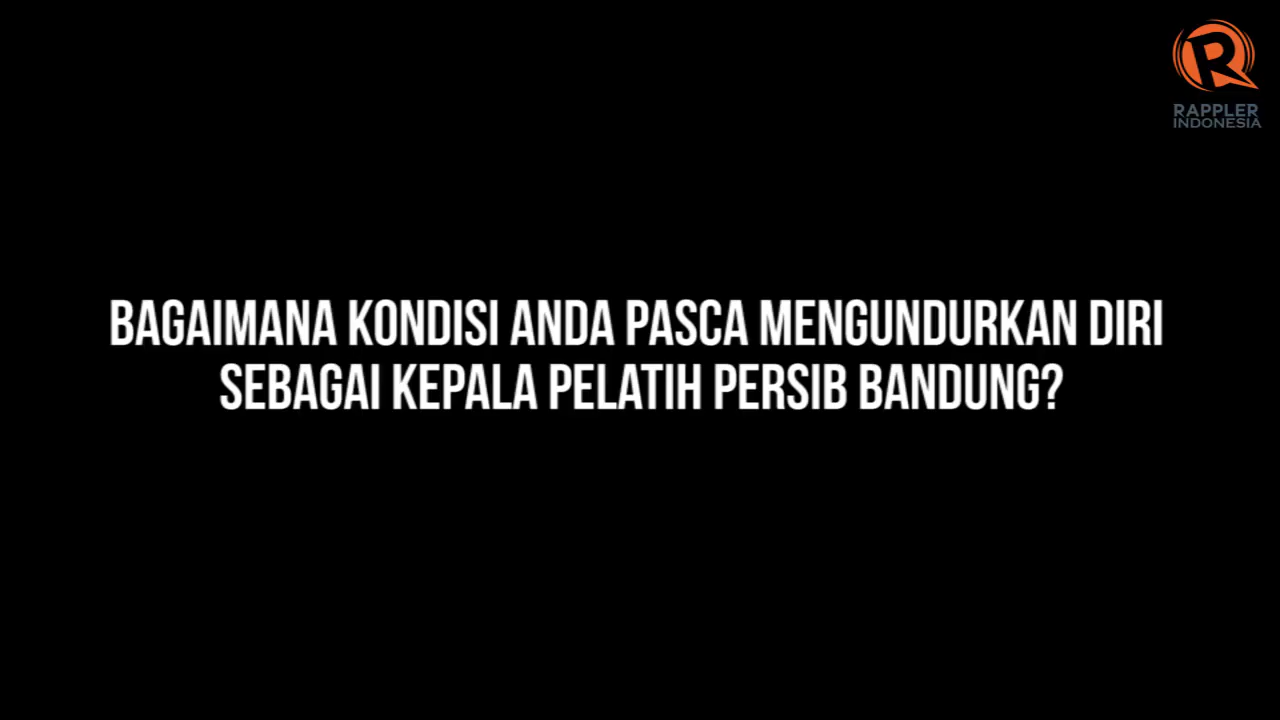 RAPPLER
INDONESIA
BAGAIMANA KONDISI ANDA PASCA MENGUNDURKAN DIRI
SEBAGAI KEPALA PELATIH PERSIB BANDUNG?